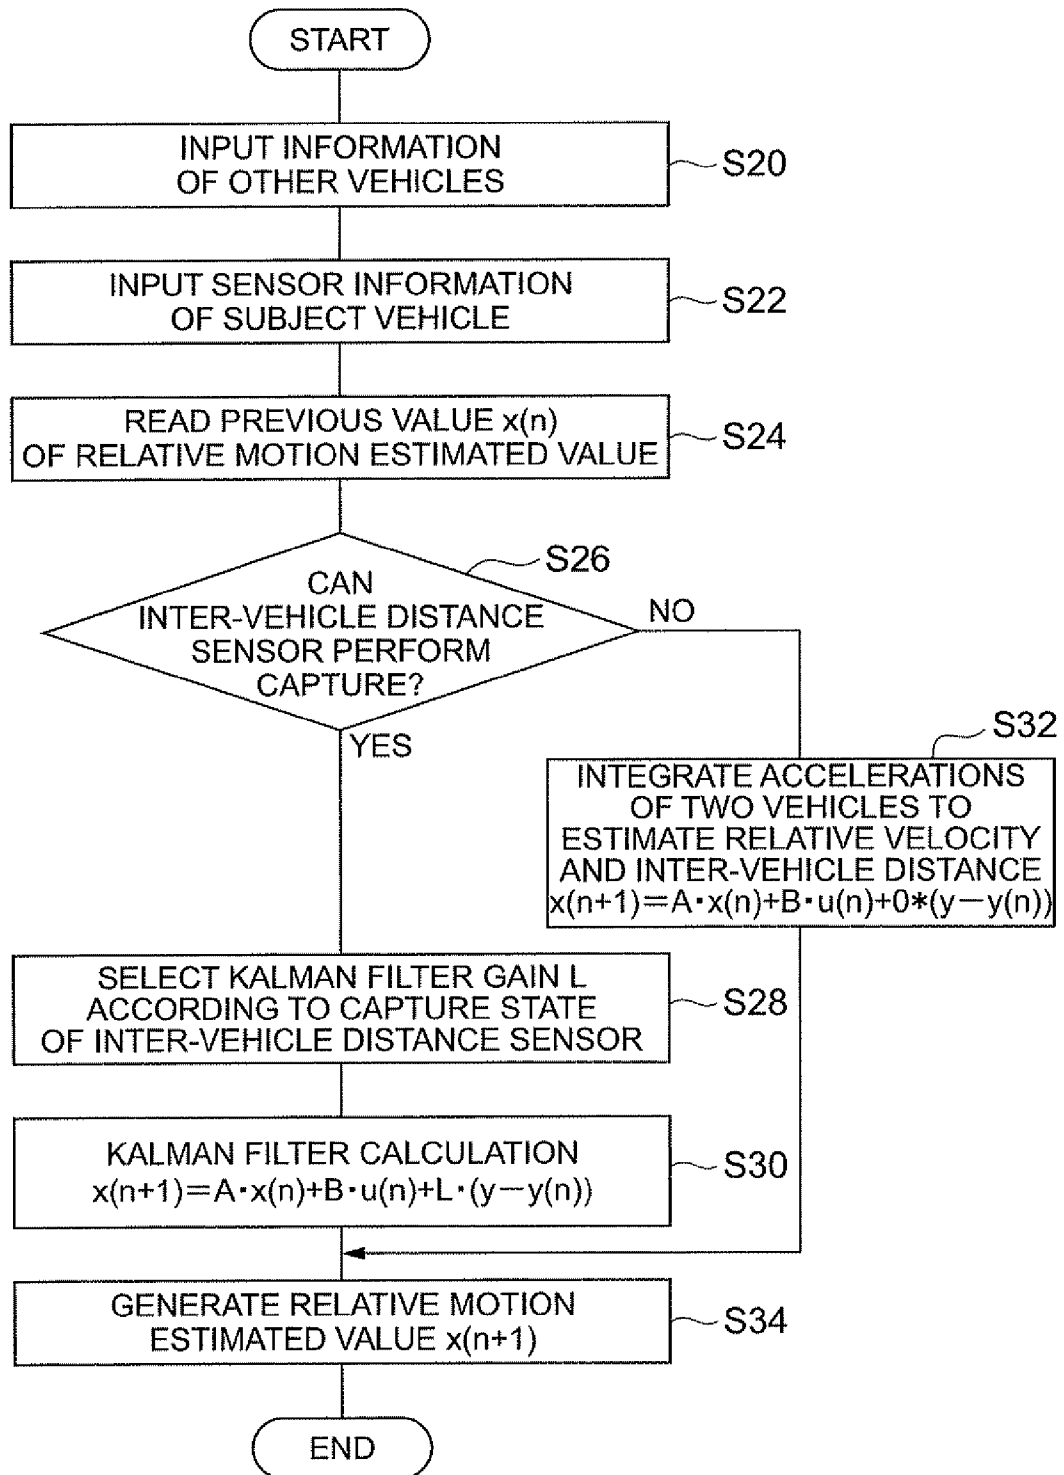 START
INPUT INFORMATION
OF OTHER VEHICLES
S20
INPUT SENSOR INFORMATION
OF SUBJECT VEHICLE
S22
READ PREVIOUS VALUE x(n)
OF RELATIVE MOTION ESTIMATED VALUE
S24
S26
CAN
INTER-VEHICLE DISTANCE
SENSOR PERFORM
CAPTURE?
NO
YES
S32
INTEGRATE ACCELERATIONS
OF TWO VEHICLES TO
ESTIMATE RELATIVE VELOCITY
AND INTER-VEHICLE DISTANCE
x(n+1)=A·x(n)+B·u(n)+0*(y−y(n))
SELECT KALMAN FILTER GAIN L
ACCORDING TO CAPTURE STATE
OF INTER-VEHICLE DISTANCE SENSOR
S28
KALMAN FILTER CALCULATION
x(n+1)=A·x(n)+B·u(n)+L·(y−y(n))
S30
GENERATE RELATIVE MOTION
ESTIMATED VALUE x(n+1)
S34
END